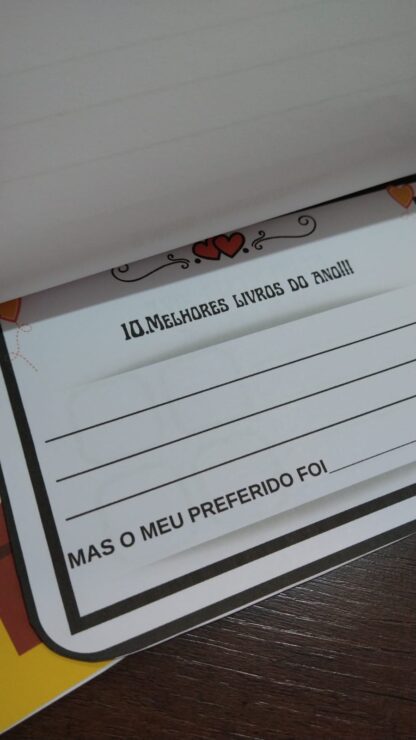 10.MELHORES LIVROS DO ANO!!!
MAS O MEU PREFERIDO FOI